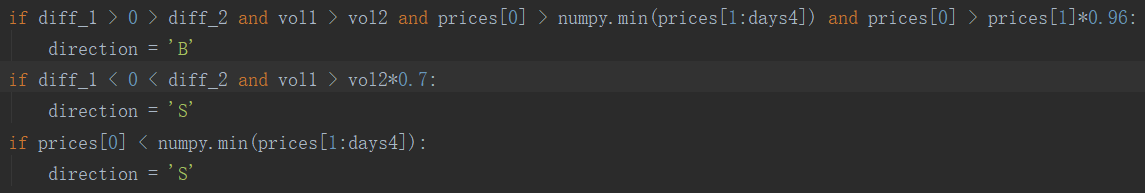 if diff_1 > 0 > diff_2 and vol1 > vol2 and prices[0] > numpy.min(prices[1:days4]) and prices[0] > prices[1]*0.96:
    direction = 'B'
if diff_1 < 0 < diff_2 and vol1 > vol2*0.7:
    direction = 'S'
if prices[0] < numpy.min(prices[1:days4]):
    direction = 'S'